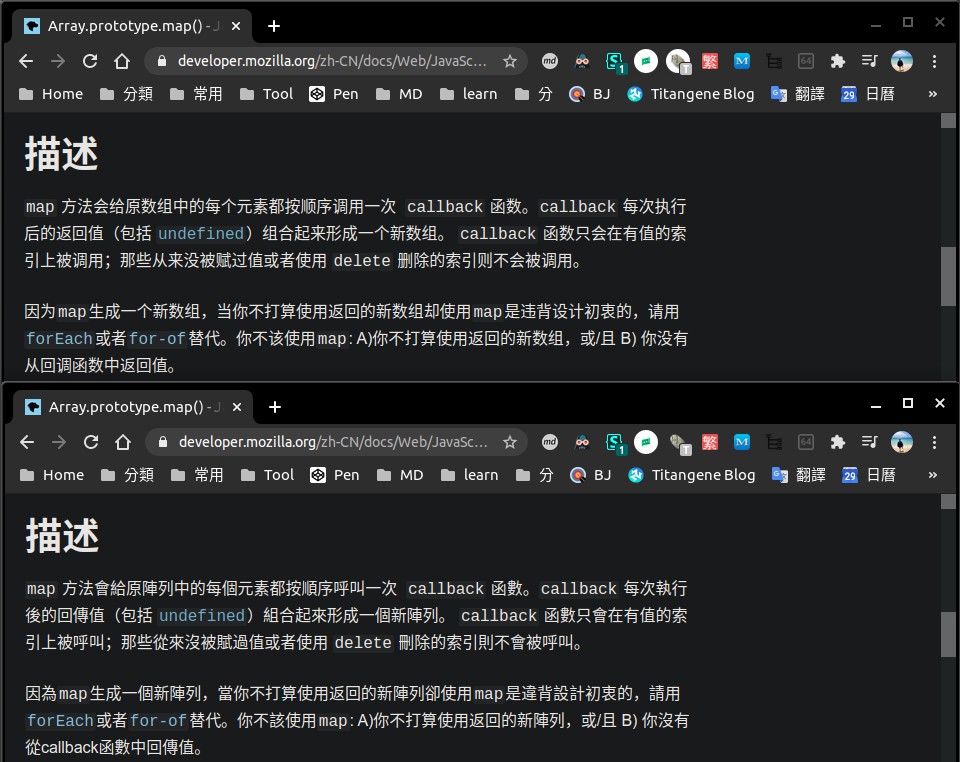 Array.prototype.map() - J
developer.mozilla.org/zh-CN/docs/Web/JavaSc...
md
1
T
繁
M
64
Home 分類 常用 Tool Pen MD learn 分 BJ Titangene Blog 翻譯 29 日曆 »
描述
map 方法会给原数组中的每个元素都按顺序调用一次 callback 函数。callback 每次执行
后的返回值（包括 undefined）组合起来形成一个新数组。 callback 函数只会在有值的索
引上被调用；那些从来没被赋过值或者使用 delete 删除的索引则不会被调用。
因为map生成一个新数组，当你不打算使用返回的新数组却使用map是违背设计初衷的，请用
forEach或者for-of替代。你不该使用map: A)你不打算使用返回的新数组，或/且 B) 你没有
从回调函数中返回值。
Array.prototype.map() - J
developer.mozilla.org/zh-CN/docs/Web/JavaSc...
md
1
T
繁
M
64
Home 分類 常用 Tool Pen MD learn 分 BJ Titangene Blog 翻譯 29 日曆 »
描述
map 方法會給原陣列中的每個元素都按順序呼叫一次 callback 函數。callback 每次執行
後的回傳值（包括 undefined）組合起來形成一個新陣列。 callback 函數只會在有值的索
引上被呼叫；那些從來沒被賦過值或者使用 delete 刪除的索引則不會被呼叫。
因為map生成一個新陣列，當你不打算使用返回的新陣列卻使用map是違背設計初衷的，請用
forEach或者for-of替代。你不該使用map: A)你不打算使用返回的新陣列，或/且 B) 你沒有
從callback函數中回傳值。